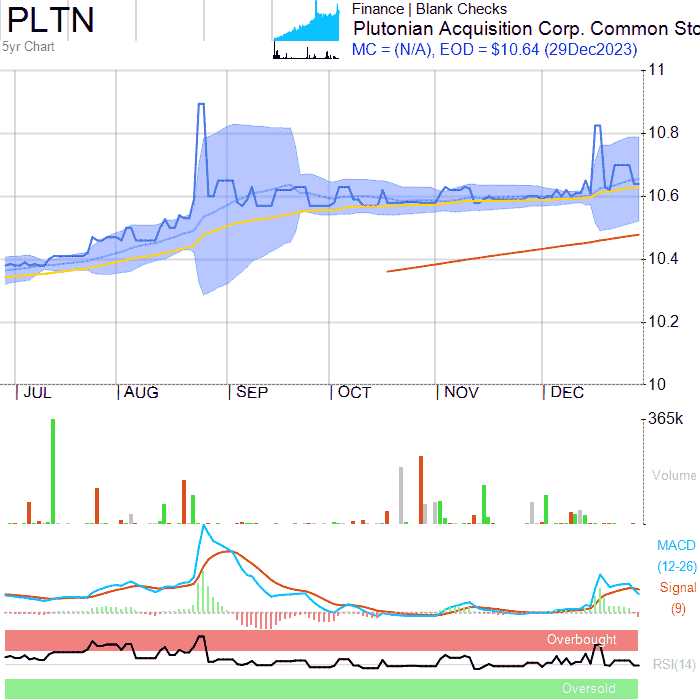 PLTN
5yr Chart
Finance | Blank Checks
Plutonian Acquisition Corp. Common Sto
MC = (N/A), EOD = $10.64 (29Dec2023)
11
10.8
10.6
10.4
10.2
10
JUL AUG SEP OCT NOV DEC
365k
Volume
MACD
(12-26)
Signal
(9)
Overbought
RSI(14)
Oversold